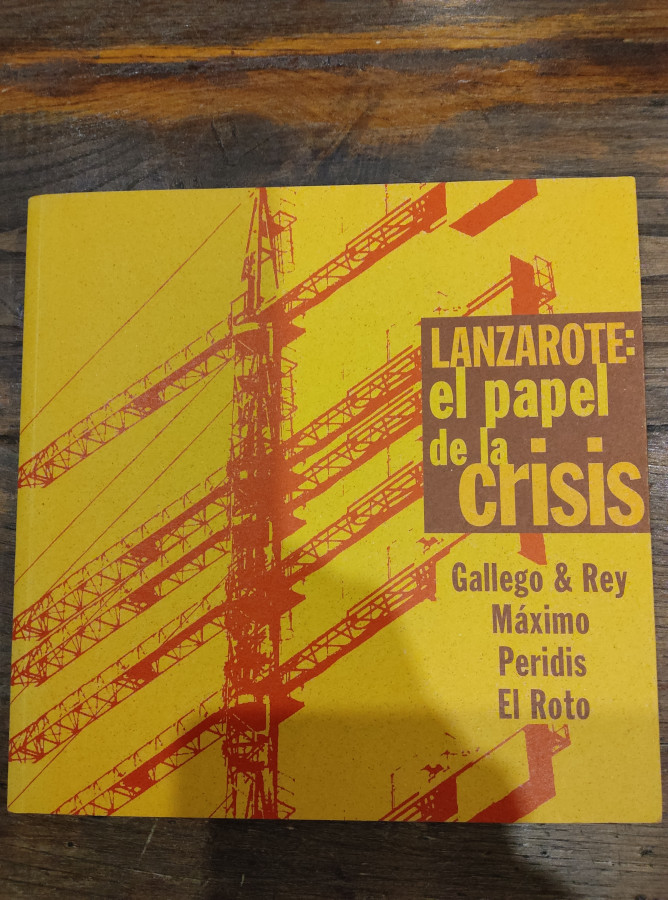 LANZAROTE:
el papel
de la
crisis
Gallego & Rey
Máximo
Peridis
El Roto